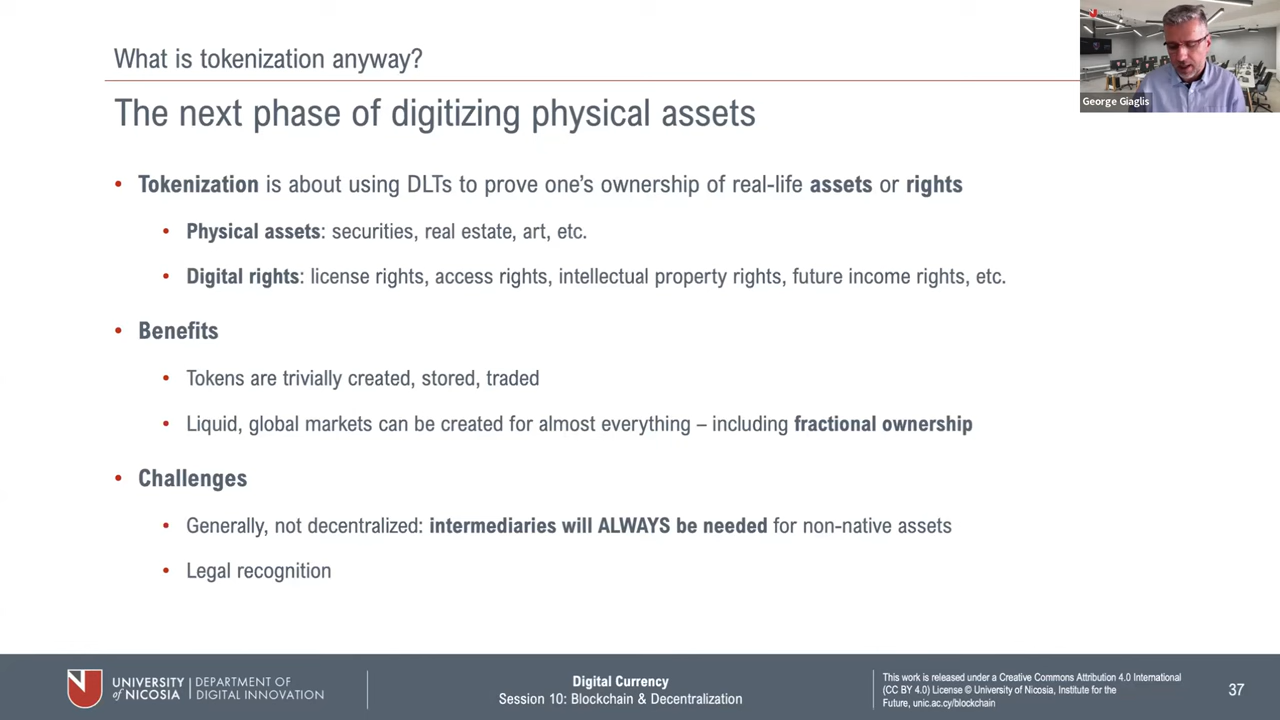 What is tokenization anyway?
The next phase of digitizing physical assets
George Giaglis
• Tokenization is about using DLTs to prove one's ownership of real-life assets or rights
• Physical assets: securities, real estate, art, etc.
• Digital rights: license rights, access rights, intellectual property rights, future income rights, etc.
• Benefits
• Tokens are trivially created, stored, traded
• Liquid, global markets can be created for almost everything – including fractional ownership
• Challenges
• Generally, not decentralized: intermediaries will ALWAYS be needed for non-native assets
• Legal recognition
UNIVERSITY
of NICOSIA
DEPARTMENT OF
DIGITAL INNOVATION
Digital Currency
Session 10: Blockchain & Decentralization
This work is released under a Creative Commons Attribution 4.0 International
(CC BY 4.0) License © University of Nicosia, Institute for the
Future, unic.ac.cy/blockchain
37